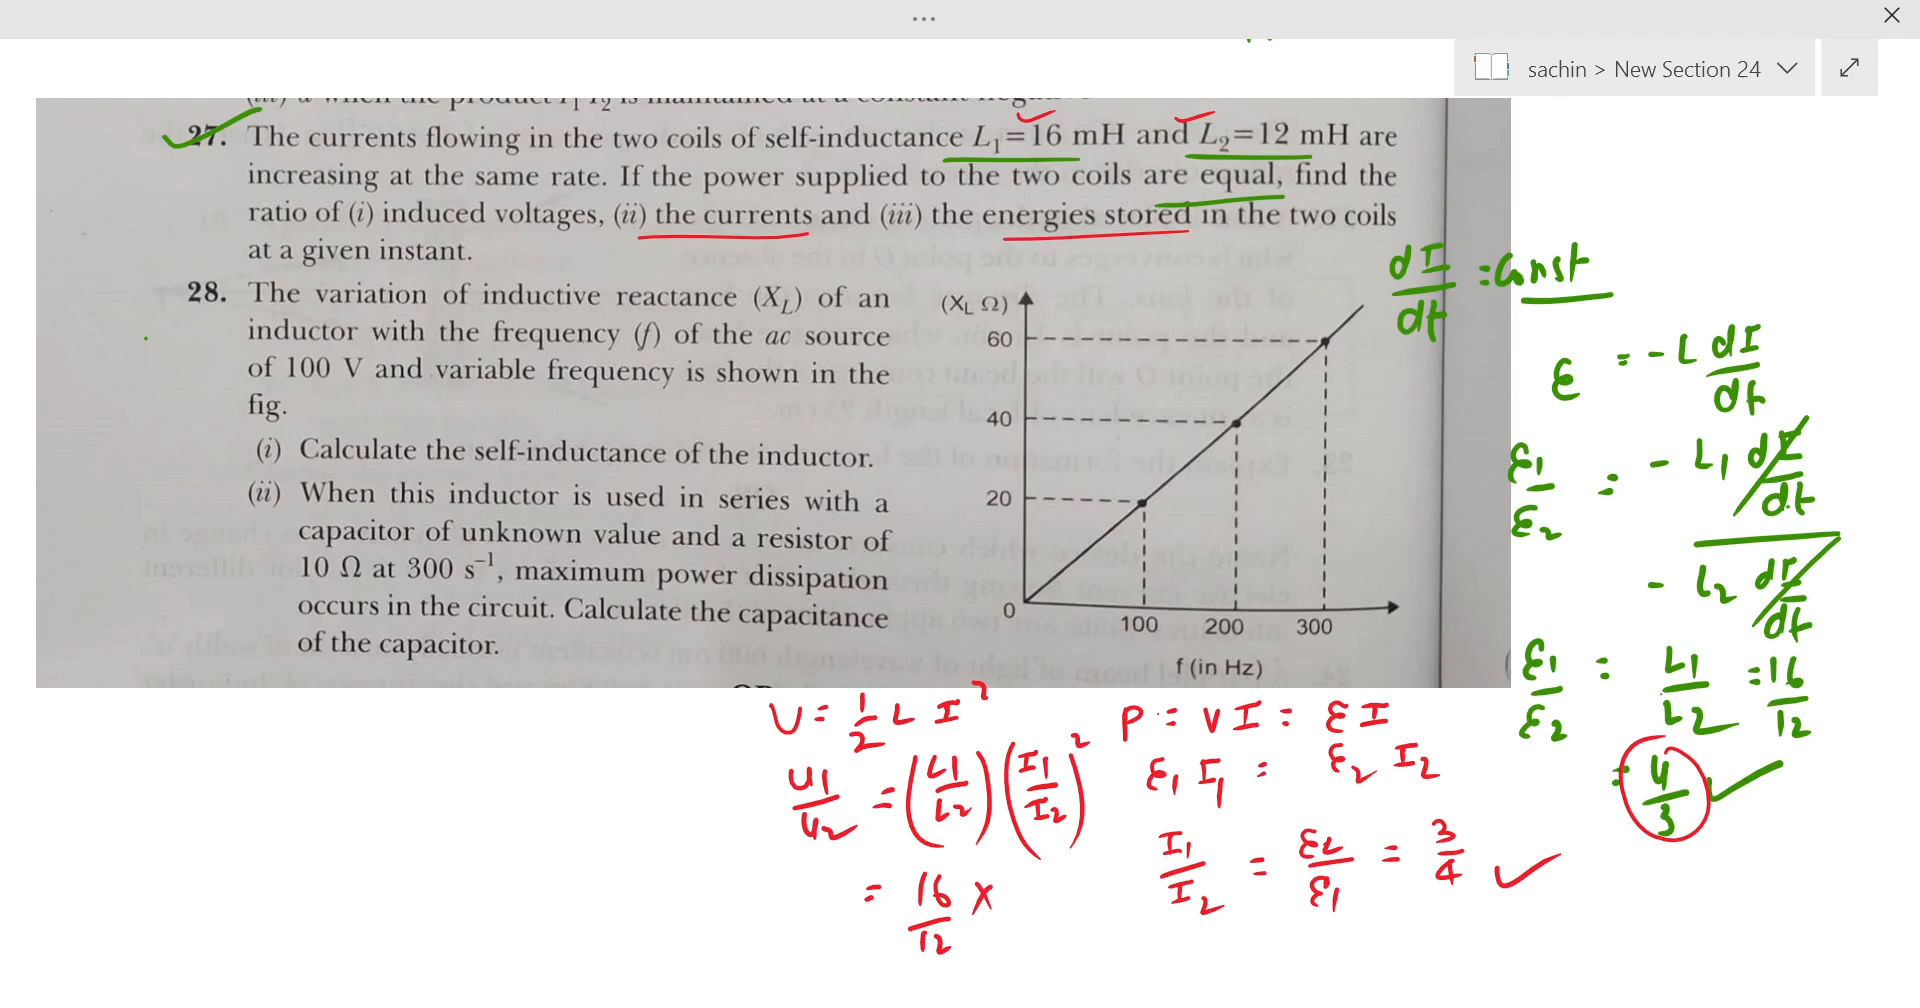 sachin > New Section 24
27. The currents flowing in the two coils of self-inductance L₁=16 mH and L₂=12 mH are
increasing at the same rate. If the power supplied to the two coils are equal, find the
ratio of (i) induced voltages, (ii) the currents and (iii) the energies stored in the two coils
at a given instant.
28. The variation of inductive reactance (X_L) of an
inductor with the frequency (f) of the ac source
of 100 V and variable frequency is shown in the
fig.
(i) Calculate the self-inductance of the inductor.
(ii) When this inductor is used in series with a
capacitor of unknown value and a resistor of
10 Ω at 300 s⁻¹, maximum power dissipation
occurs in the circuit. Calculate the capacitance
of the capacitor.
(X_L Ω)
60
40
20
0
100 200 300
f (in Hz)
dI/dt = const
ε = - L dI/dt
ε₁/ε₂ = - L₁ dI/dt / - L₂ dI/dt
ε₁/ε₂ = L₁/L₂ = 16/12
= 4/3
U = 1/2 L I²
U₁/U₂ = (L₁/L₂) (I₁/I₂)²
= 16/12 ×
P = V I = ε I
ε₁ I₁ = ε₂ I₂
I₁/I₂ = ε₂/ε₁ = 3/4